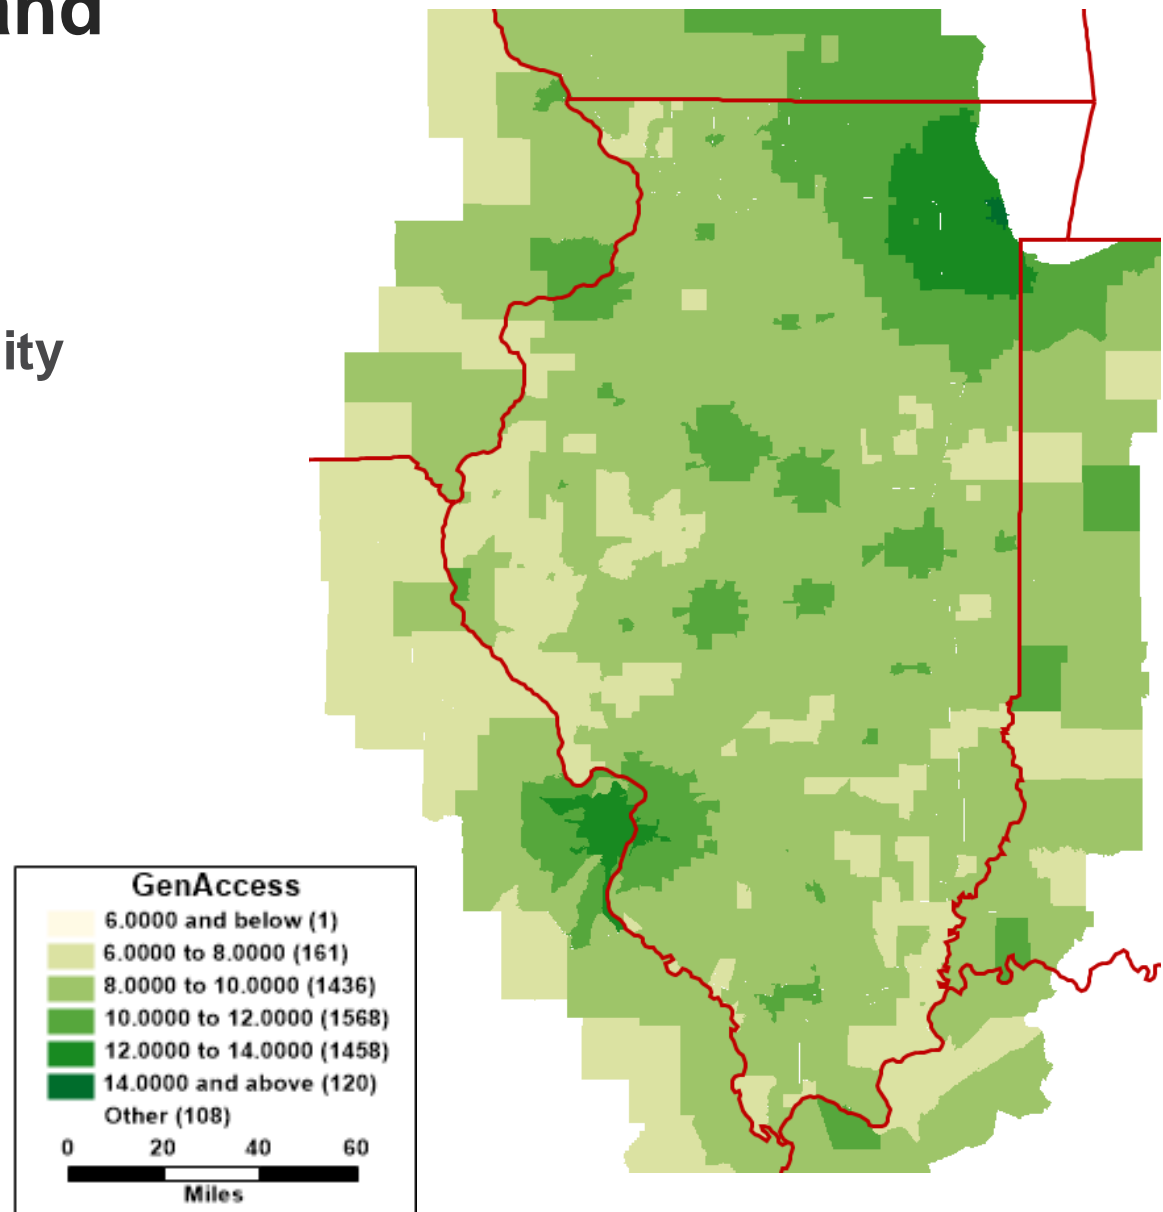 and
ity
GenAccess
6.0000 and below (1)
6.0000 to 8.0000 (161)
8.0000 to 10.0000 (1436)
10.0000 to 12.0000 (1568)
12.0000 to 14.0000 (1458)
14.0000 and above (120)
Other (108)
0 20 40 60
Miles